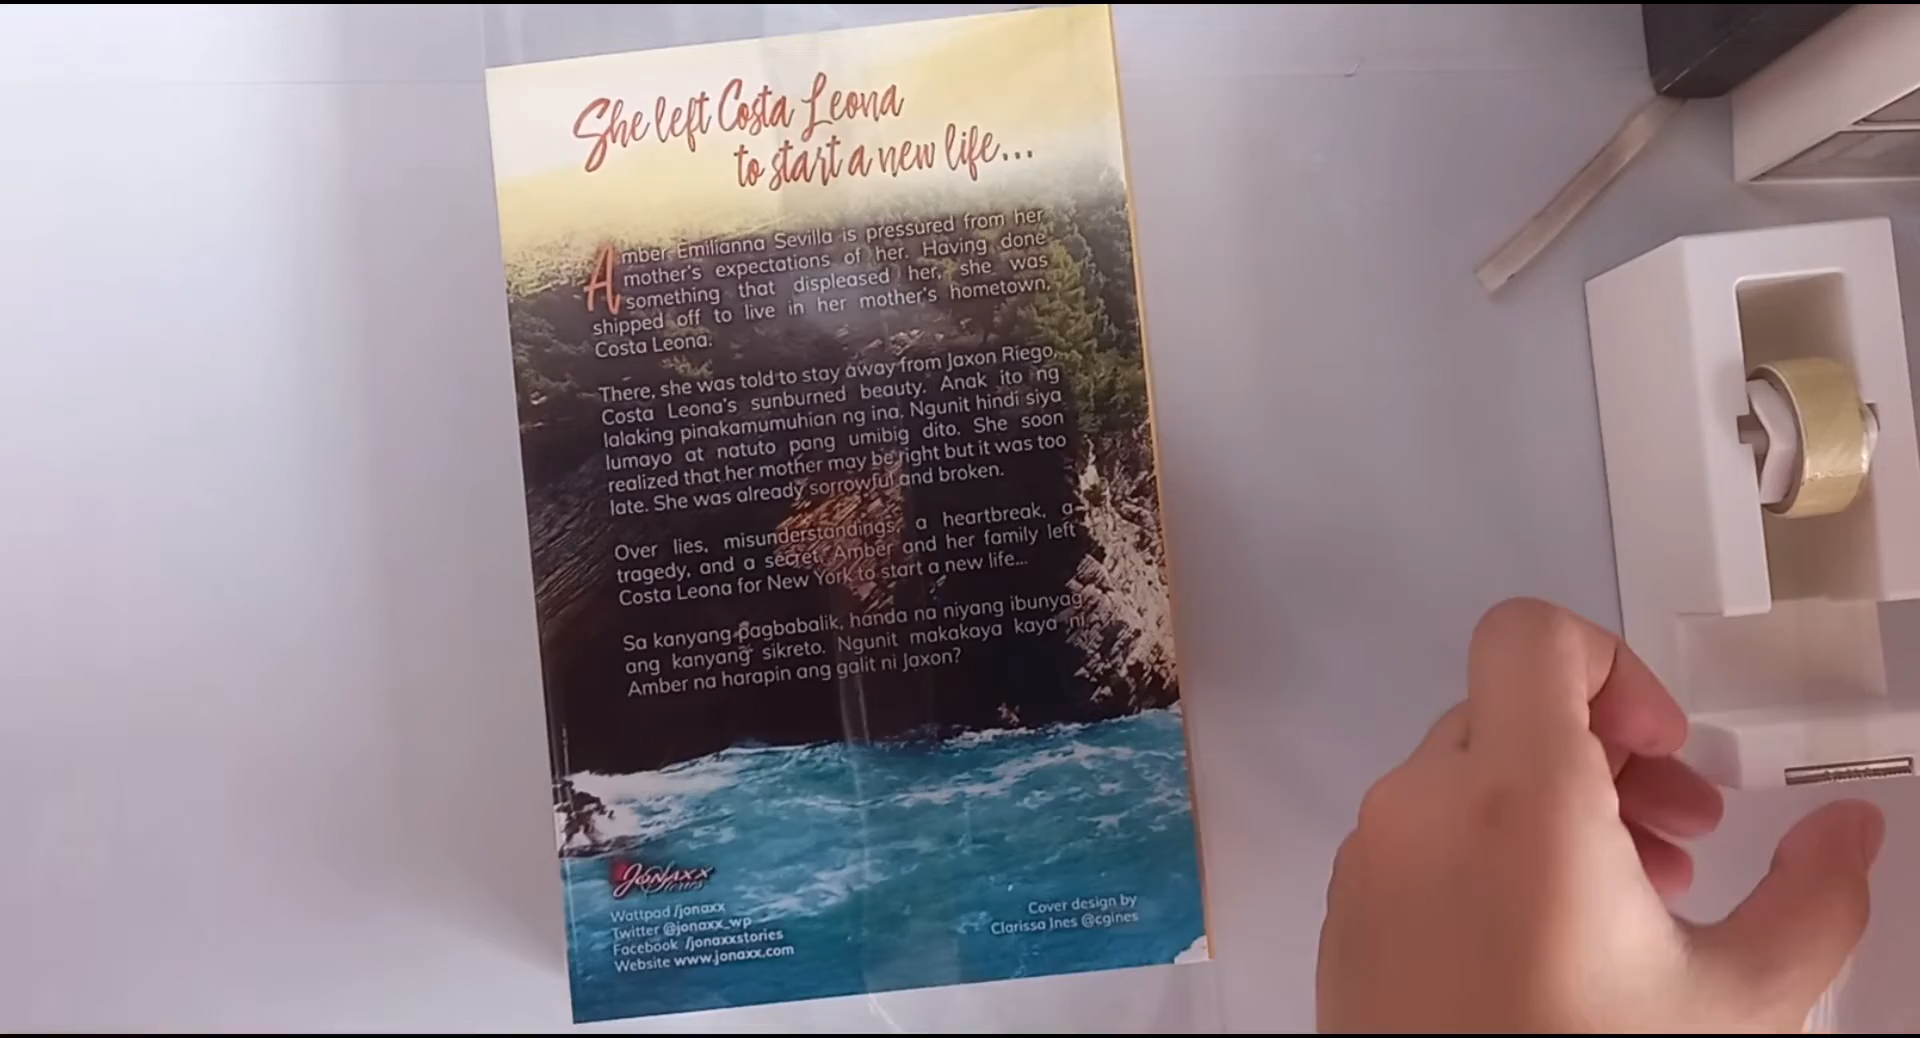 She left Costa Leona
to start a new life...
Amber Emilianna Sevilla is pressured from her
mother's expectations of her. Having done
something that displeased her, she was
shipped off to live in her mother's hometown,
Costa Leona.
There, she was told to stay away from Jaxon Riego,
Costa Leona's sunburned beauty. Anak ito ng
lalaking pinakamumuhian ng ina. Ngunit hindi siya
lumayo at natuto pang umibig dito. She soon
realized that her mother may be right but it was too
late. She was already sorrowful and broken.
Over lies, misunderstandings, a heartbreak, a
tragedy, and a secret, Amber and her family left
Costa Leona for New York to start a new life...
Sa kanyang pagbabalik, handa na niyang ibunyag
ang kanyang sikreto. Ngunit makakaya kaya ni
Amber na harapin ang galit ni Jaxon?
Jonaxx
Stories
Wattpad /jonaxx
Twitter @jonaxx_wp
Facebook /jonaxxstories
Website www.jonaxx.com
Cover design by
Clarissa Ines @cgines